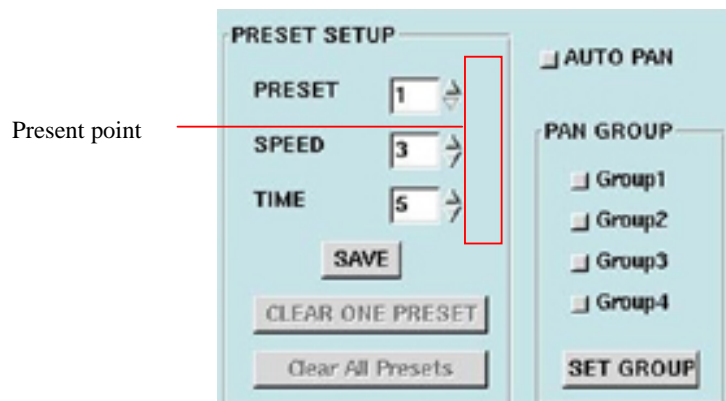 Present point
PRESET SETUP
PRESET 1
SPEED 3
TIME 5
SAVE
CLEAR ONE PRESET
Clear All Presets
AUTO PAN
PAN GROUP
Group1
Group2
Group3
Group4
SET GROUP